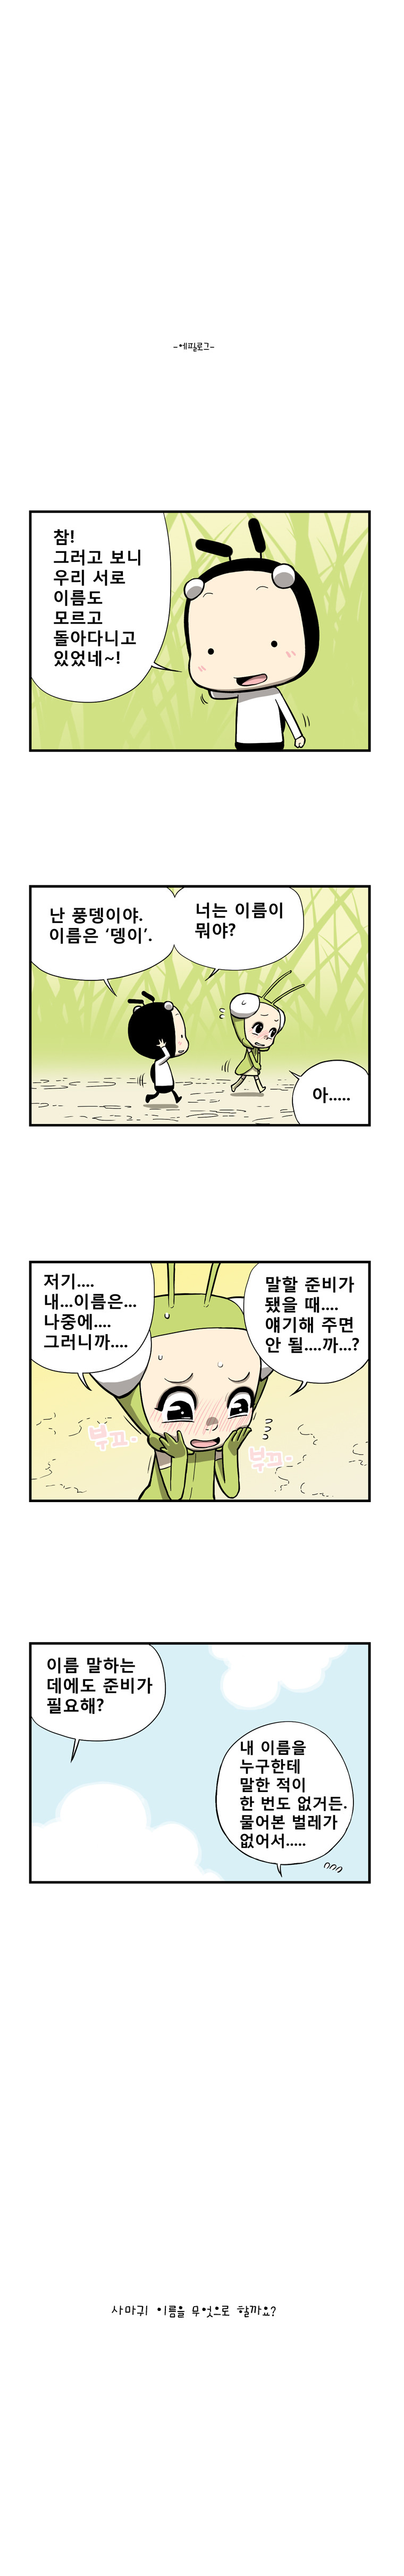 -에필로그-
참!
그러고 보니
우리 서로
이름도
모르고
돌아다니고
있었네~!
난 풍뎅이야.
이름은 ‘뎅이’.
너는 이름이
뭐야?
아.....
저기....
내...이름은...
나중에....
그러니까....
말할 준비가
됐을 때....
얘기해 주면
안 될....까...?
부끄~
부끄~
이름 말하는
데에도 준비가
필요해?
내 이름을
누구한테
말한 적이
한 번도 없거든.
물어본 벌레가
없어서.....
사마귀 이름을 무엇으로 할까요?